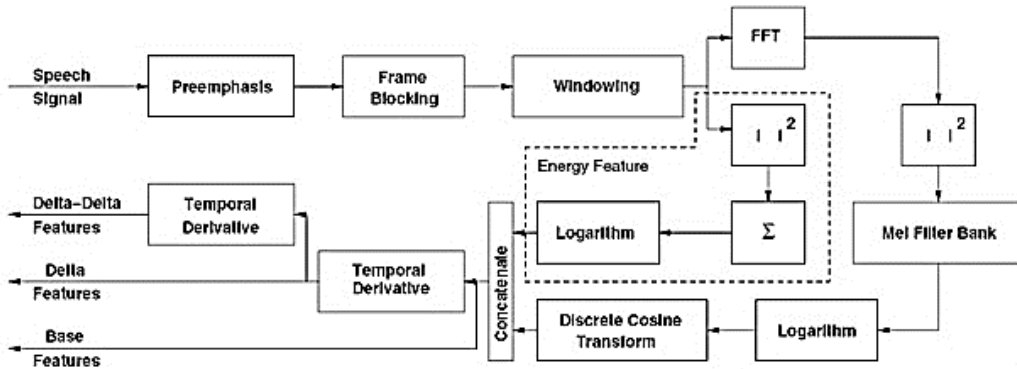 FFT
Speech
Signal
Preemphasis
Frame
Blocking
Windowing
| | 2
| | 2
Energy Feature
Delta-Delta
Features
Temporal
Derivative
Logarithm
Σ
Mel Filter Bank
Concatenate
Delta
Features
Temporal
Derivative
Discrete Cosine
Transform
Logarithm
Base
Features